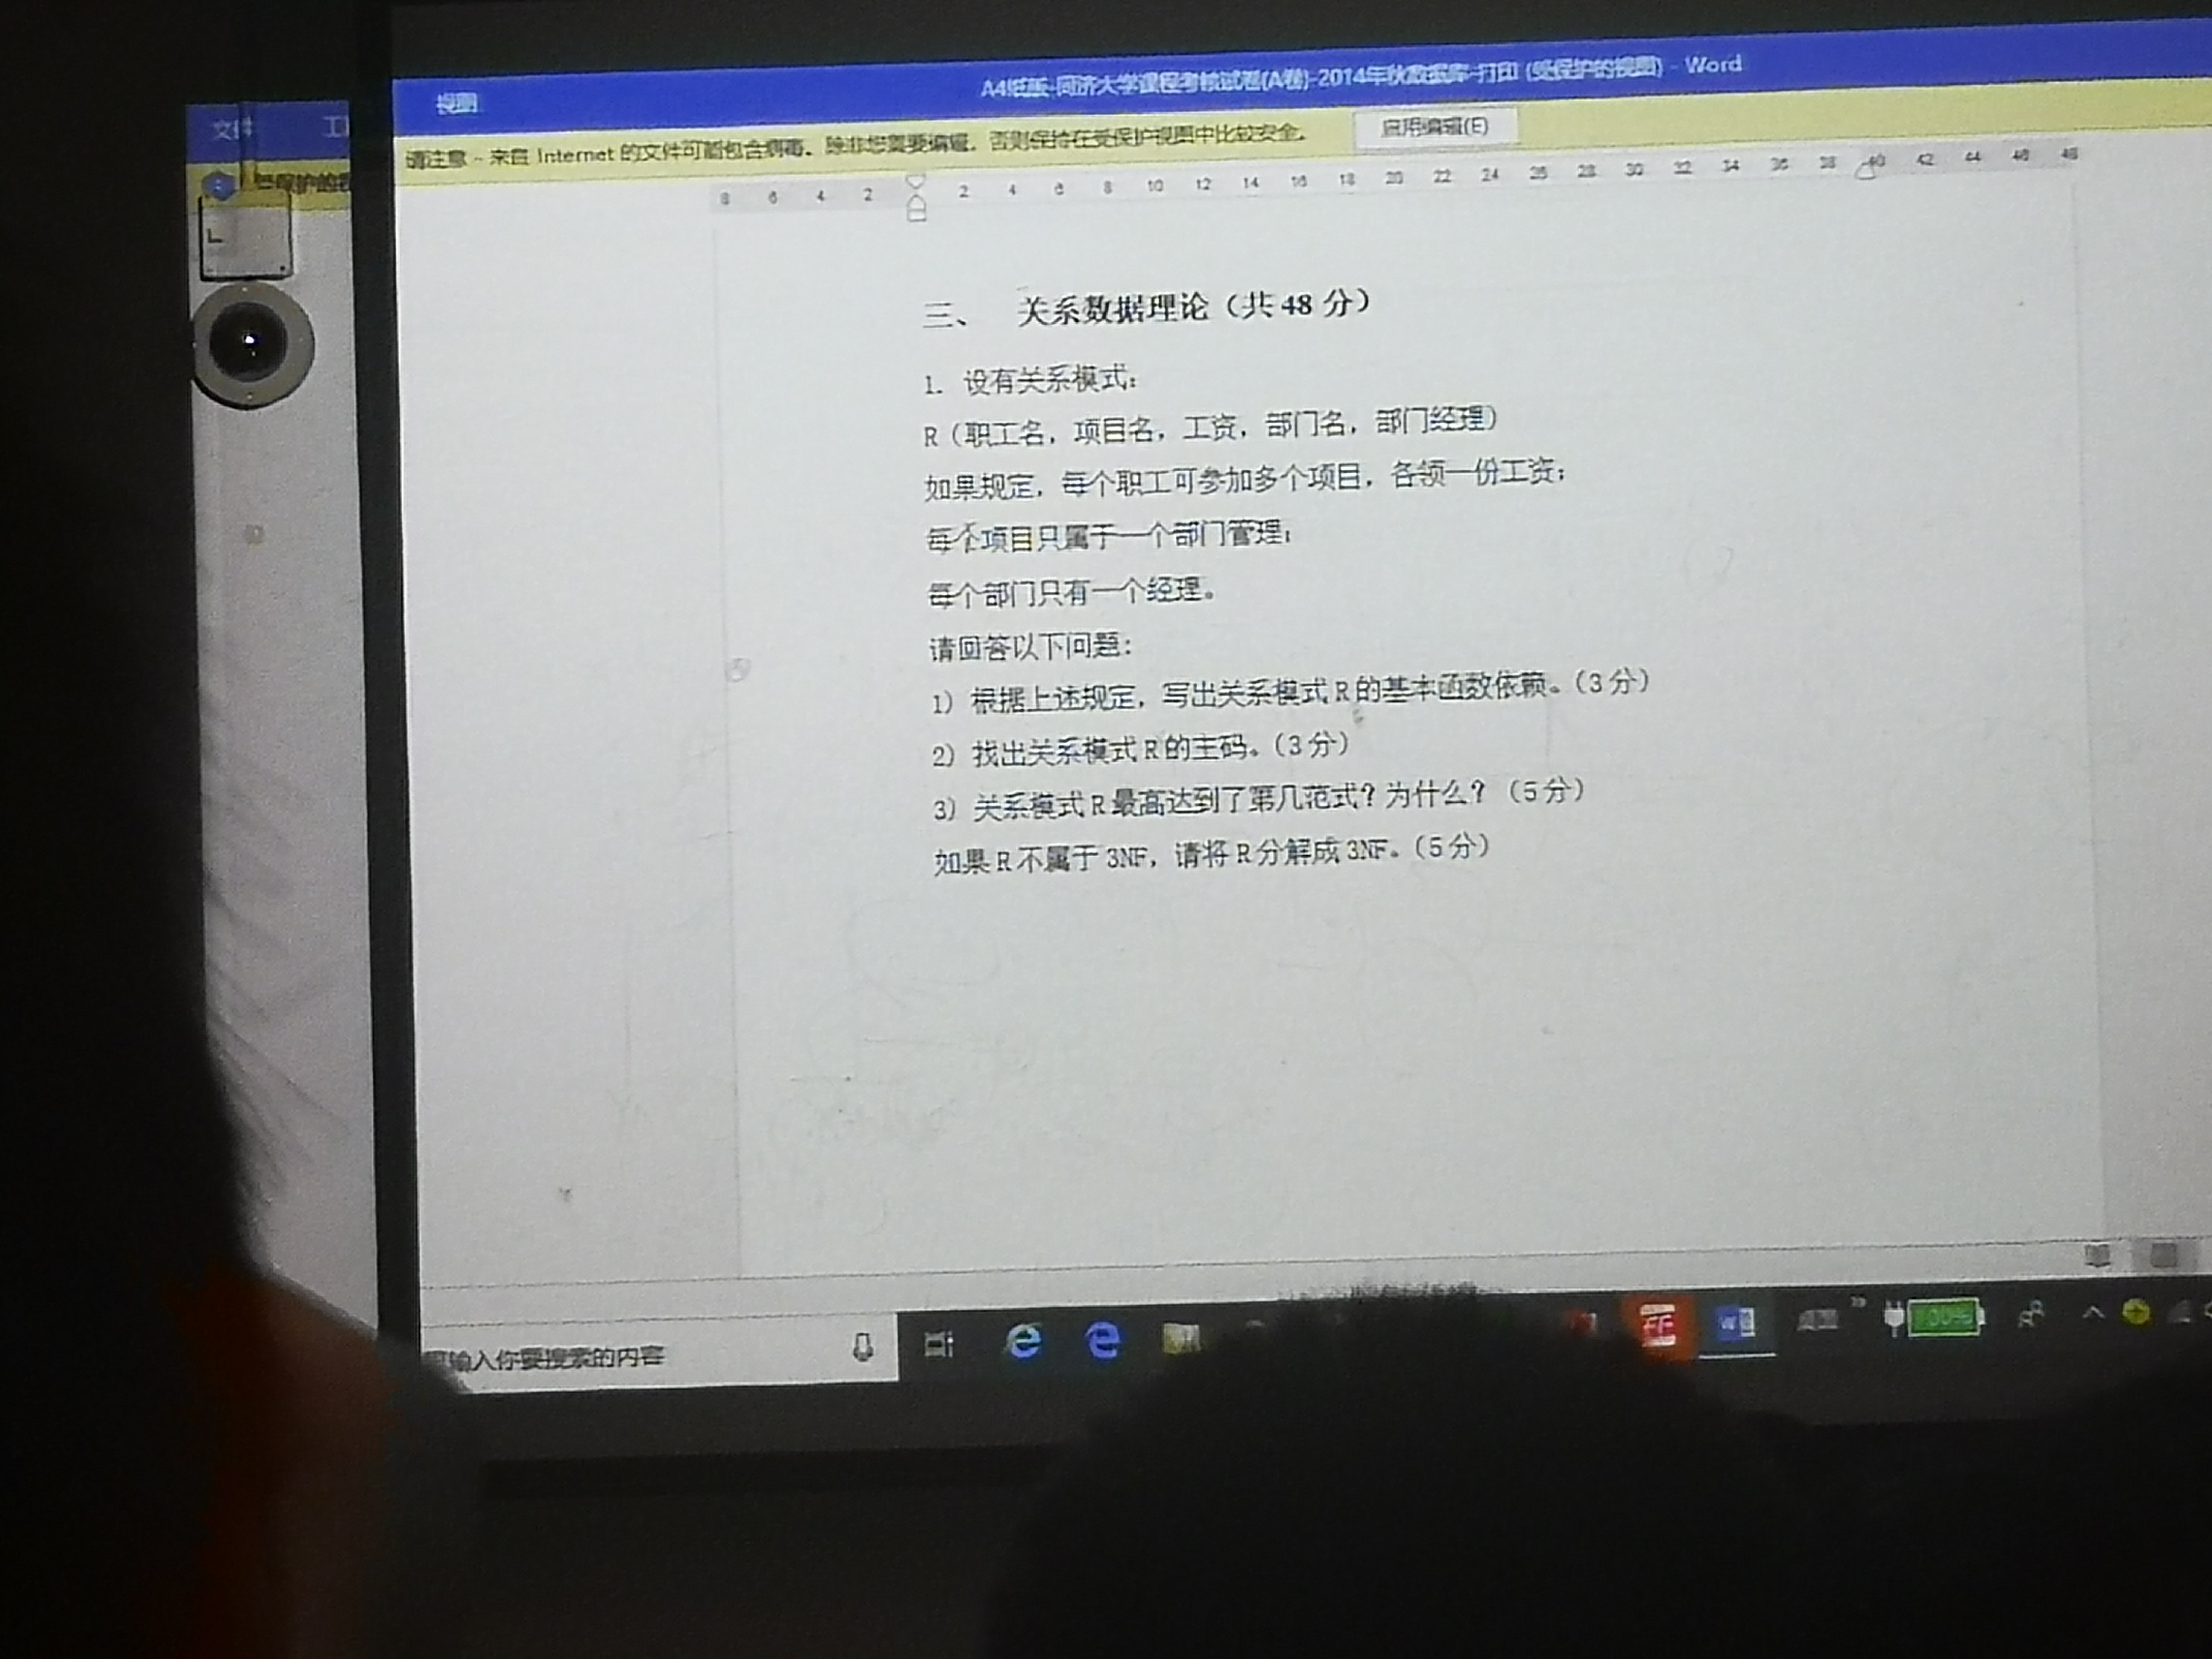 A4纸版-同济大学课程考核试卷(A卷)-2014年秋数据库-打印 (受保护的视图) - Word
视图
文件
请注意 - 来自 Internet 的文件可能包含病毒。除非您需要编辑，否则保持在受保护视图中比较安全。 启用编辑(E)
8 6 4 2 2 4 6 8 10 12 14 16 18 20 22 24 26 28 30 32 34 36 38 40 42 44 46 48
三、 关系数据理论（共 48 分）
1. 设有关系模式：
R（职工名，项目名，工资，部门名，部门经理）
如果规定，每个职工可参加多个项目，各领一份工资；
每个项目只属于一个部门管理；
每个部门只有一个经理。
请回答以下问题：
1）根据上述规定，写出关系模式 R 的基本函数依赖。（3 分）
2）找出关系模式 R 的主码。（3 分）
3）关系模式 R 最高达到了第几范式？为什么？（5 分）
如果 R 不属于 3NF，请将 R 分解成 3NF。（5 分）
输入你要搜索的内容
100%